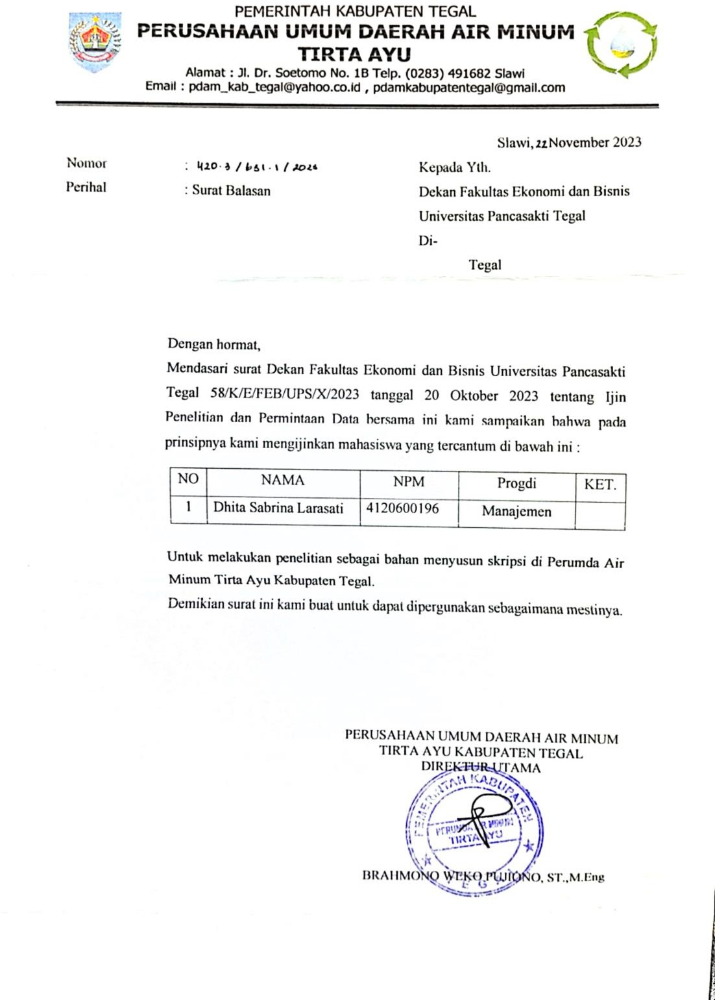 PEMERINTAH KABUPATEN TEGAL
PERUSAHAAN UMUM DAERAH AIR MINUM
TIRTA AYU
Alamat : Jl. Dr. Soetomo No. 1B Telp. (0283) 491682 Slawi
Email : pdam_kab_tegal@yahoo.co.id , pdamkabupatentegal@gmail.com
Slawi, 22 November 2023
Nomor :
Perihal : Surat Balasan
Kepada Yth.
Dekan Fakultas Ekonomi dan Bisnis
Universitas Pancasakti Tegal
Di-
Tegal
Dengan hormat,
Mendasari surat Dekan Fakultas Ekonomi dan Bisnis Universitas Pancasakti
Tegal 58/K/E/FEB/UPS/X/2023 tanggal 20 Oktober 2023 tentang Ijin
Penelitian dan Permintaan Data bersama ini kami sampaikan bahwa pada
prinsipnya kami mengijinkan mahasiswa yang tercantum di bawah ini :
NO NAMA NPM Progdi KET.
1 Dhita Sabrina Larasati 4120600196 Manajemen
Untuk melakukan penelitian sebagai bahan menyusun skripsi di Perumda Air
Minum Tirta Ayu Kabupaten Tegal.
Demikian surat ini kami buat untuk dapat dipergunakan sebagaimana mestinya.
PERUSAHAAN UMUM DAERAH AIR MINUM
TIRTA AYU KABUPATEN TEGAL
DIREKTUR UTAMA
PEMERINTAH KABUPATEN
PERUMDA AIR MINUM
TIRTA AYU
TEGAL
BRAHMONO WEKO PUJIONO, ST.,M.Eng